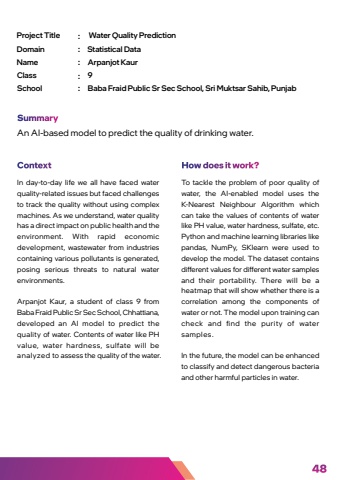 Project Title : Water Quality Prediction
Domain : Statistical Data
Name : Arpanjot Kaur
Class : 9
School : Baba Fraid Public Sr Sec School, Sri Muktsar Sahib, Punjab
Summary
An AI-based model to predict the quality of drinking water.
Context
In day-to-day life we all have faced water
quality-related issues but faced challenges
to track the quality without using complex
machines. As we understand, water quality
has a direct impact on public health and the
environment. With rapid economic
development, wastewater from industries
containing various pollutants is generated,
posing serious threats to natural water
environments.
Arpanjot Kaur, a student of class 9 from
Baba Fraid Public Sr Sec School, Chhattiana,
developed an AI model to predict the
quality of water. Contents of water like PH
value, water hardness, sulfate will be
analyzed to assess the quality of the water.
How does it work?
To tackle the problem of poor quality of
water, the AI-enabled model uses the
K-Nearest Neighbour Algorithm which
can take the values of contents of water
like PH value, water hardness, sulfate, etc.
Python and machine learning libraries like
pandas, NumPy, SKlearn were used to
develop the model. The dataset contains
different values for different water samples
and their portability. There will be a
heatmap that will show whether there is a
correlation among the components of
water or not. The model upon training can
check and find the purity of water
samples.
In the future, the model can be enhanced
to classify and detect dangerous bacteria
and other harmful particles in water.
48